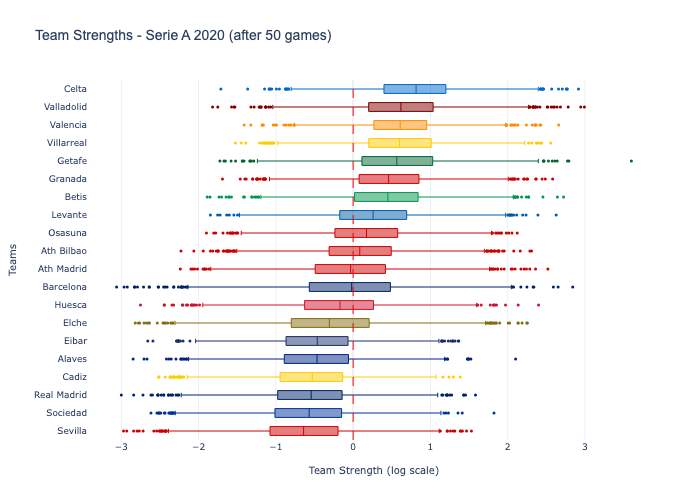 Team Strengths - Serie A 2020 (after 50 games)
Celta
Valladolid
Valencia
Villarreal
Getafe
Granada
Betis
Levante
Osasuna
Ath Bilbao
Ath Madrid
Barcelona
Huesca
Elche
Eibar
Alaves
Cadiz
Real Madrid
Sociedad
Sevilla
Teams
−3 −2 −1 0 1 2 3
Team Strength (log scale)